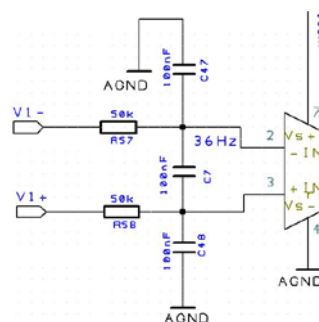 100nF
C47
AGND
7
V1-
50k
R57
36Hz
2
Vs+
-IN
100nF
C7
V1+
50k
R58
3
+IN
Vs-
4
100nF
C48
AGND
AGND